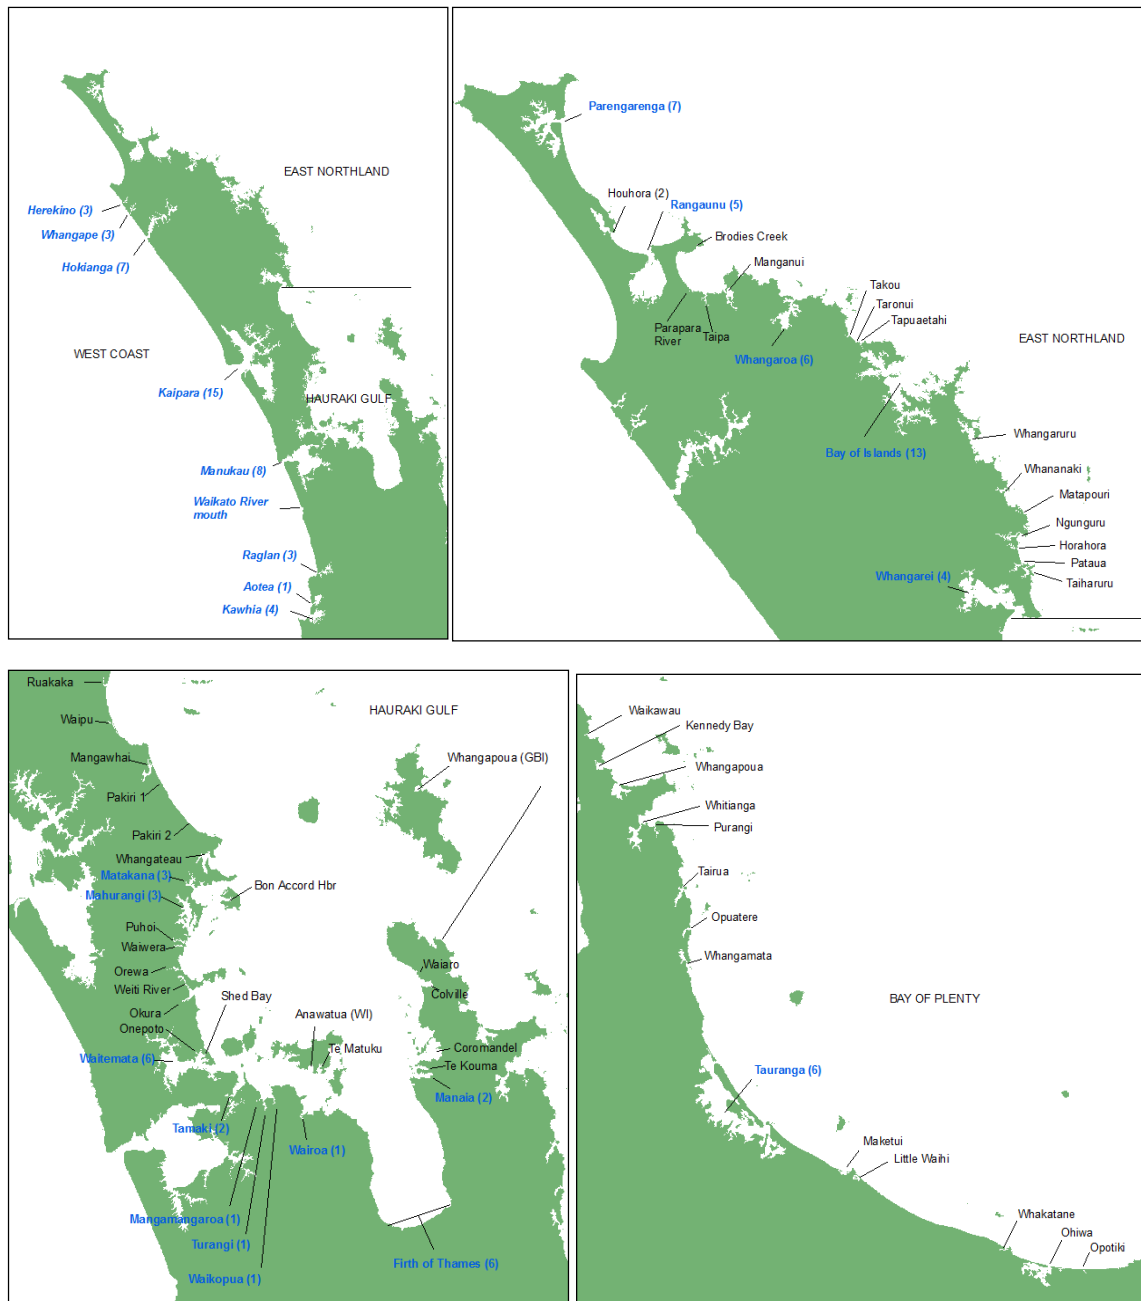 EAST NORTHLAND
Herekino (3)
Whangape (3)
Hokianga (7)
WEST COAST
Kaipara (15)
HAURAKI GULF
Manukau (8)
Waikato River
mouth
Raglan (3)
Aotea (1)
Kawhia (4)
Parengarenga (7)
Houhora (2)
Rangaunu (5)
Brodies Creek
Manganui
Takou
Taronui
Tapuaetahi
Parapara
River
Taipa
EAST NORTHLAND
Whangaroa (6)
Whangaruru
Bay of Islands (13)
Whananaki
Matapouri
Ngunguru
Horahora
Pataua
Whangarei (4)
Taiharuru
Ruakaka
HAURAKI GULF
Waipu
Mangawhai
Whangapoua (GBI)
Pakiri 1
Pakiri 2
Whangateau
Matakana (3)
Bon Accord Hbr
Mahurangi (3)
Puhoi
Waiwera
Orewa
Waiaro
Weiti River
Colville
Shed Bay
Okura
Anawatua (WI)
Onepoto
Te Matuku
Coromandel
Waitemata (6)
Te Kouma
Manaia (2)
Tamaki (2)
Wairoa (1)
Mangamangaroa (1)
Turangi (1)
Firth of Thames (6)
Waikopua (1)
Waikawau
Kennedy Bay
Whangapoua
Whitianga
Purangi
Tairua
Opuatere
Whangamata
BAY OF PLENTY
Tauranga (6)
Maketui
Little Waihi
Whakatane
Ohiwa
Opotiki